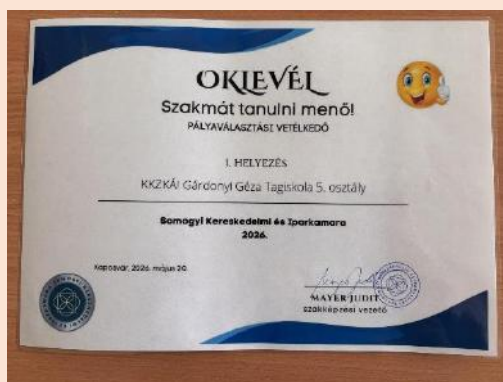 OKLEVÉL
Szakmát tanulni menő!
PÁLYAVÁLASZTÁSI VETÉLKEDŐ
I. HELYEZÉS
KKZKÁI Gárdonyi Géza Tagiskola 5. osztály
Somogyi Kereskedelmi és Iparkamara
2026.
Kaposvár, 2026. május 20.
MAYER JUDIT
szakképzési vezető